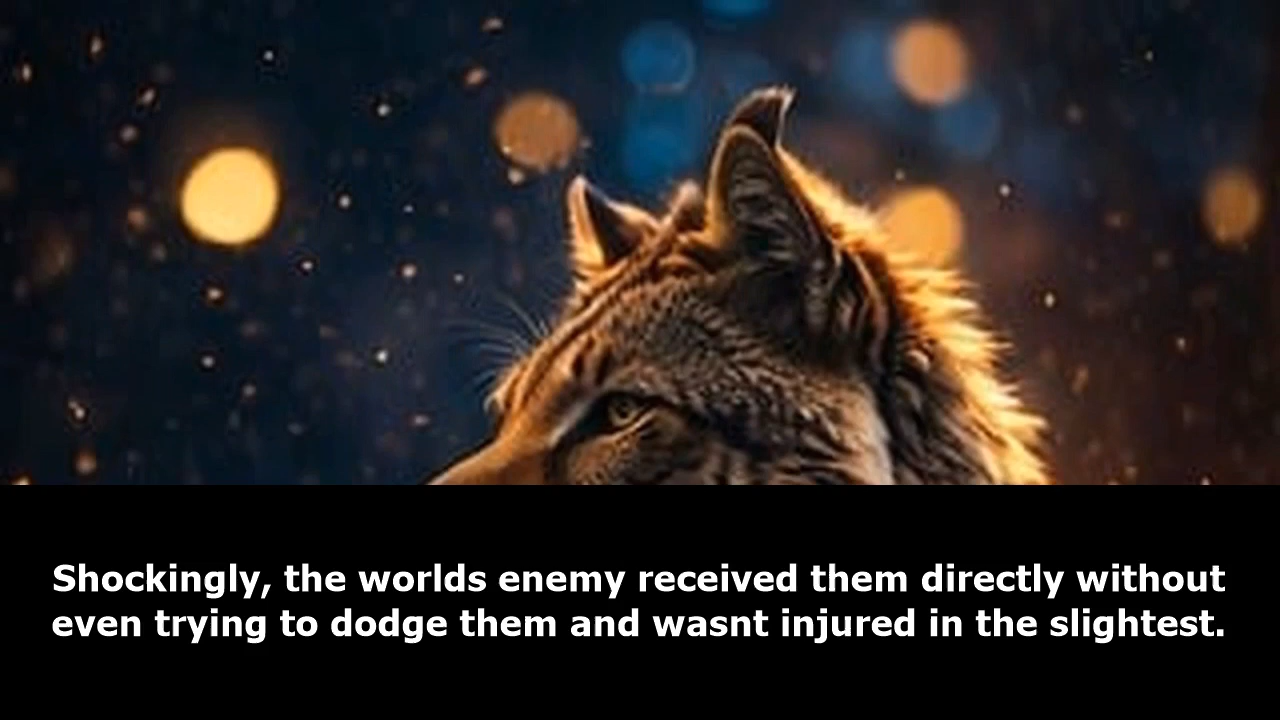 Shockingly, the worlds enemy received them directly without
even trying to dodge them and wasnt injured in the slightest.